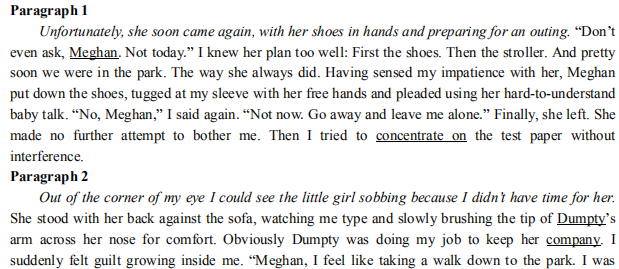 Paragraph 1
Unfortunately, she soon came again, with her shoes in hands and preparing for an outing. “Don’t
even ask, Meghan. Not today.” I knew her plan too well: First the shoes. Then the stroller. And pretty
soon we were in the park. The way she always did. Having sensed my impatience with her, Meghan
put down the shoes, tugged at my sleeve with her free hands and pleaded using her hard-to-understand
baby talk. “No, Meghan,” I said again. “Not now. Go away and leave me alone.” Finally, she left. She
made no further attempt to bother me. Then I tried to concentrate on the test paper without
interference.
Paragraph 2
Out of the corner of my eye I could see the little girl sobbing because I didn’t have time for her.
She stood with her back against the sofa, watching me type and slowly brushing the tip of Dumpty’s
arm across her nose for comfort. Obviously Dumpty was doing my job to keep her company. I
suddenly felt guilt growing inside me. “Meghan, I feel like taking a walk down to the park. I was